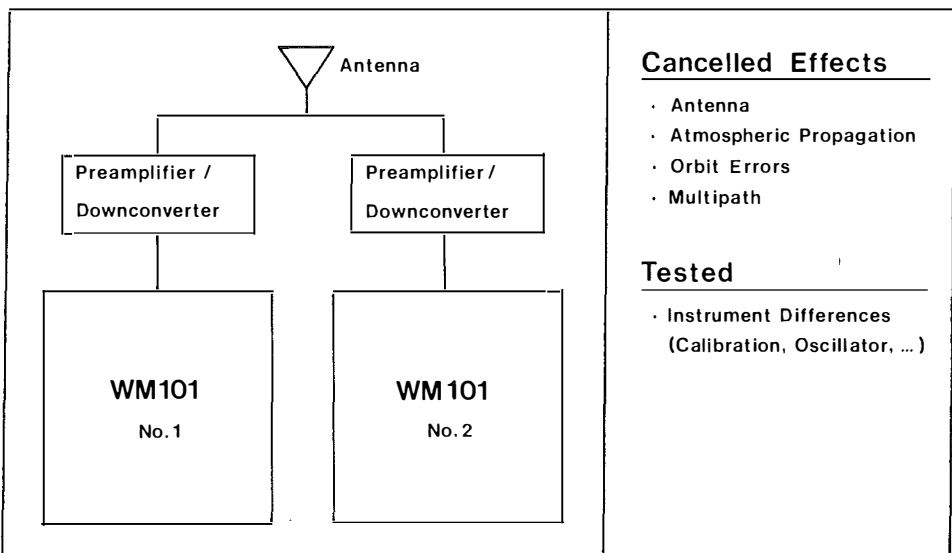 Antenna
Preamplifier /
Downconverter
Preamplifier /
Downconverter
WM101
No. 1
WM101
No. 2
Cancelled Effects
· Antenna
· Atmospheric Propagation
· Orbit Errors
· Multipath
Tested
· Instrument Differences
(Calibration, Oscillator, ...)